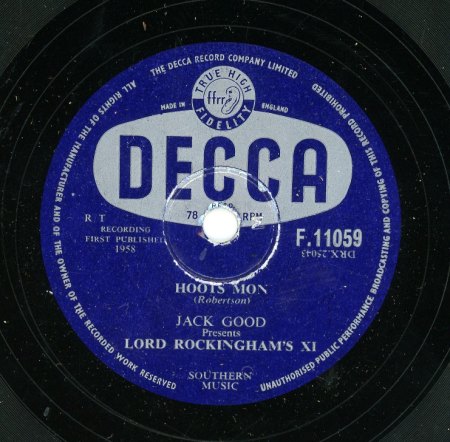 THE DECCA RECORD COMPANY LIMITED
TRUE HIGH
ffrr
FIDELITY
MADE IN
ENGLAND
DECCA
78
RPM
R T
RECORDING
FIRST PUBLISHED
1958
F.11059
DRX.25043
HOOTS MON
(Robertson)
JACK GOOD
Presents
LORD ROCKINGHAM'S XI
SOUTHERN
MUSIC
ALL RIGHTS OF THE MANUFACTURER AND OF THE OWNER OF THE RECORDED WORK RESERVED
UNAUTHORISED PUBLIC PERFORMANCE BROADCASTING AND COPYING OF THIS RECORD PROHIBITED